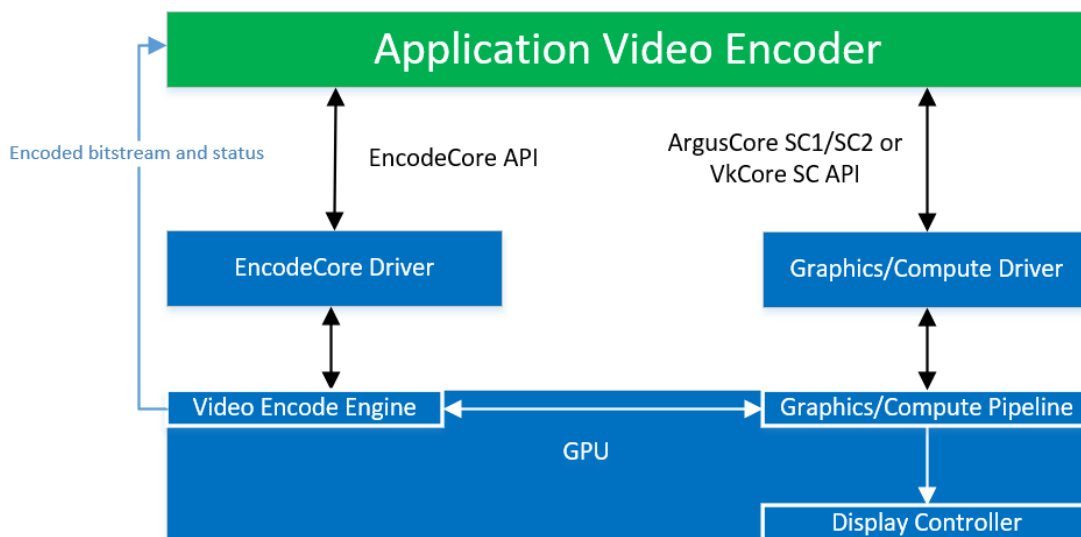 Application Video Encoder
Encoded bitstream and status
EncodeCore API
ArgusCore SC1/SC2 or
VkCore SC API
EncodeCore Driver
Graphics/Compute Driver
Video Encode Engine
Graphics/Compute Pipeline
GPU
Display Controller